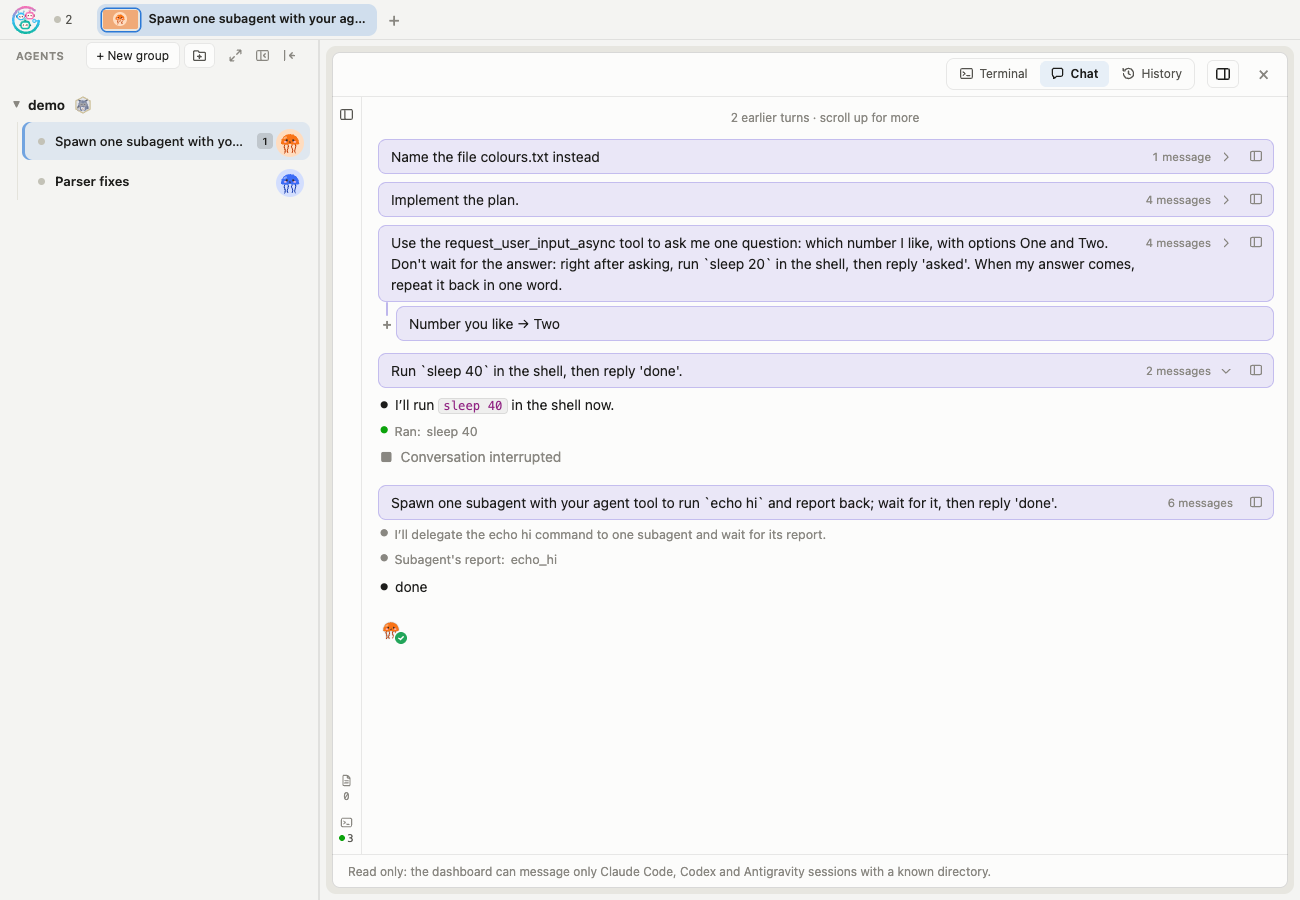 2
Spawn one subagent with your ag...
+
AGENTS
+ New group
demo
Spawn one subagent with yo...
1
Parser fixes
Terminal
Chat
History
2 earlier turns · scroll up for more
Name the file colours.txt instead
1 message
Implement the plan.
4 messages
Use the request_user_input_async tool to ask me one question: which number I like, with options One and Two.
4 messages
Don't wait for the answer: right after asking, run `sleep 20` in the shell, then reply 'asked'. When my answer comes,
repeat it back in one word.
+ Number you like → Two
Run `sleep 40` in the shell, then reply 'done'.
2 messages
I’ll run sleep 40 in the shell now.
Ran: sleep 40
Conversation interrupted
Spawn one subagent with your agent tool to run `echo hi` and report back; wait for it, then reply 'done'.
6 messages
I’ll delegate the echo hi command to one subagent and wait for its report.
Subagent's report: echo_hi
done
0
3
Read only: the dashboard can message only Claude Code, Codex and Antigravity sessions with a known directory.